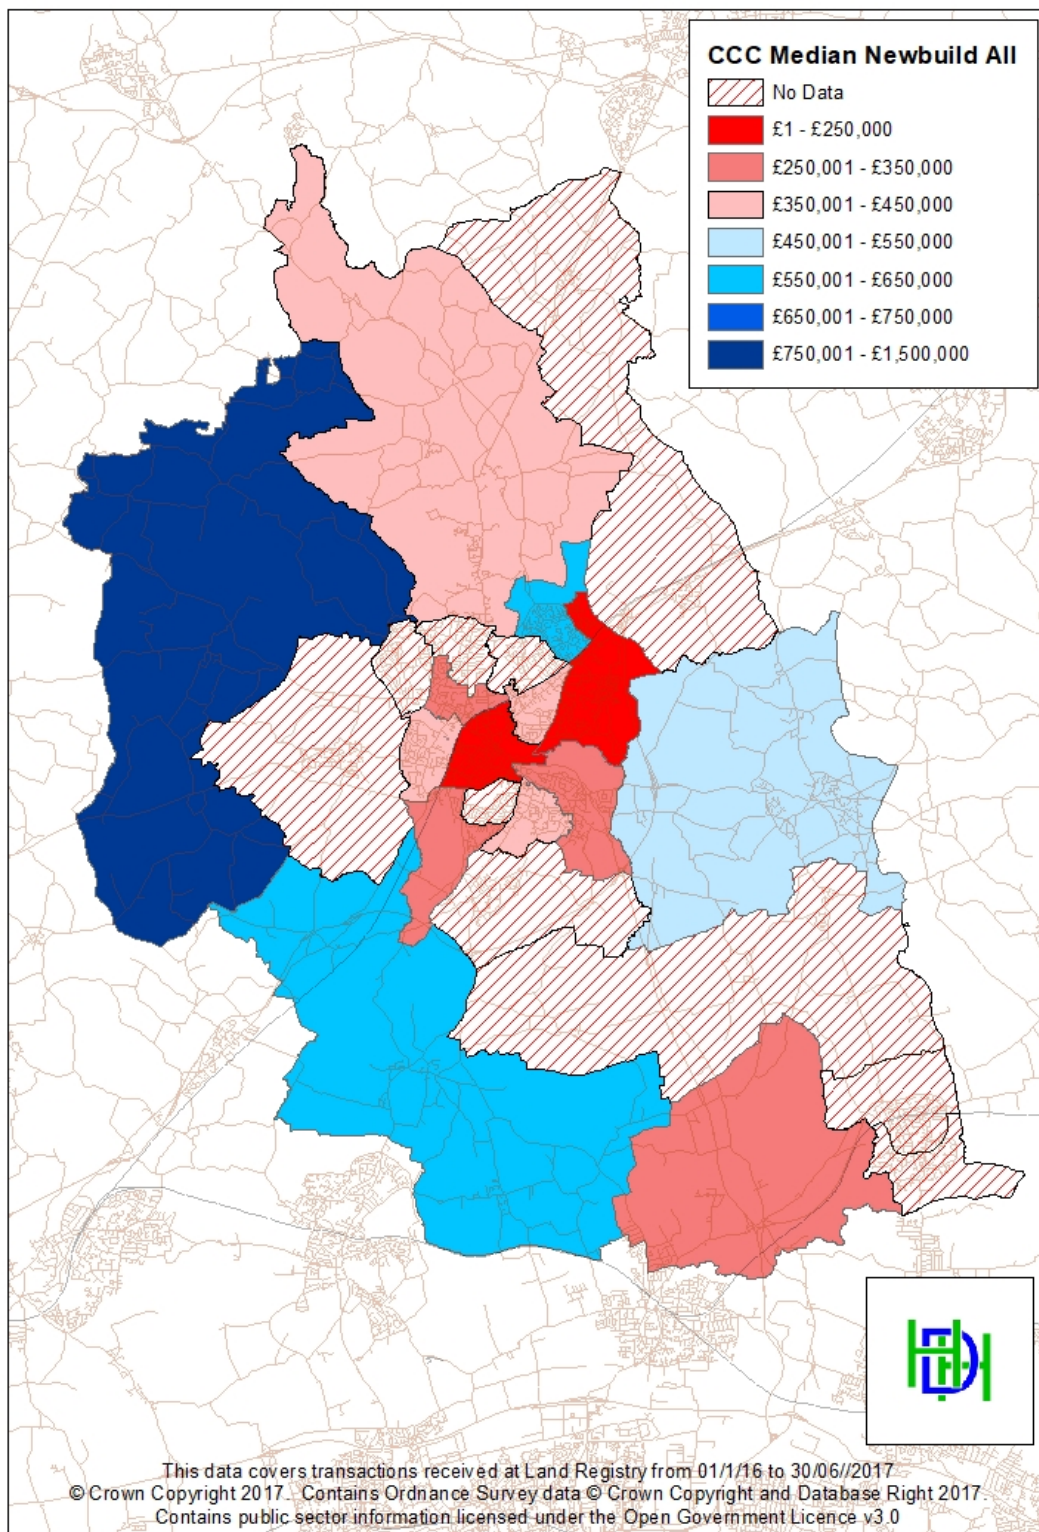 CCC Median Newbuild All
No Data
£1 - £250,000
£250,001 - £350,000
£350,001 - £450,000
£450,001 - £550,000
£550,001 - £650,000
£650,001 - £750,000
£750,001 - £1,500,000
HDH
This data covers transactions received at Land Registry from 01/1/16 to 30/06//2017
© Crown Copyright 2017. Contains Ordnance Survey data © Crown Copyright and Database Right 2017.
Contains public sector information licensed under the Open Government Licence v3.0